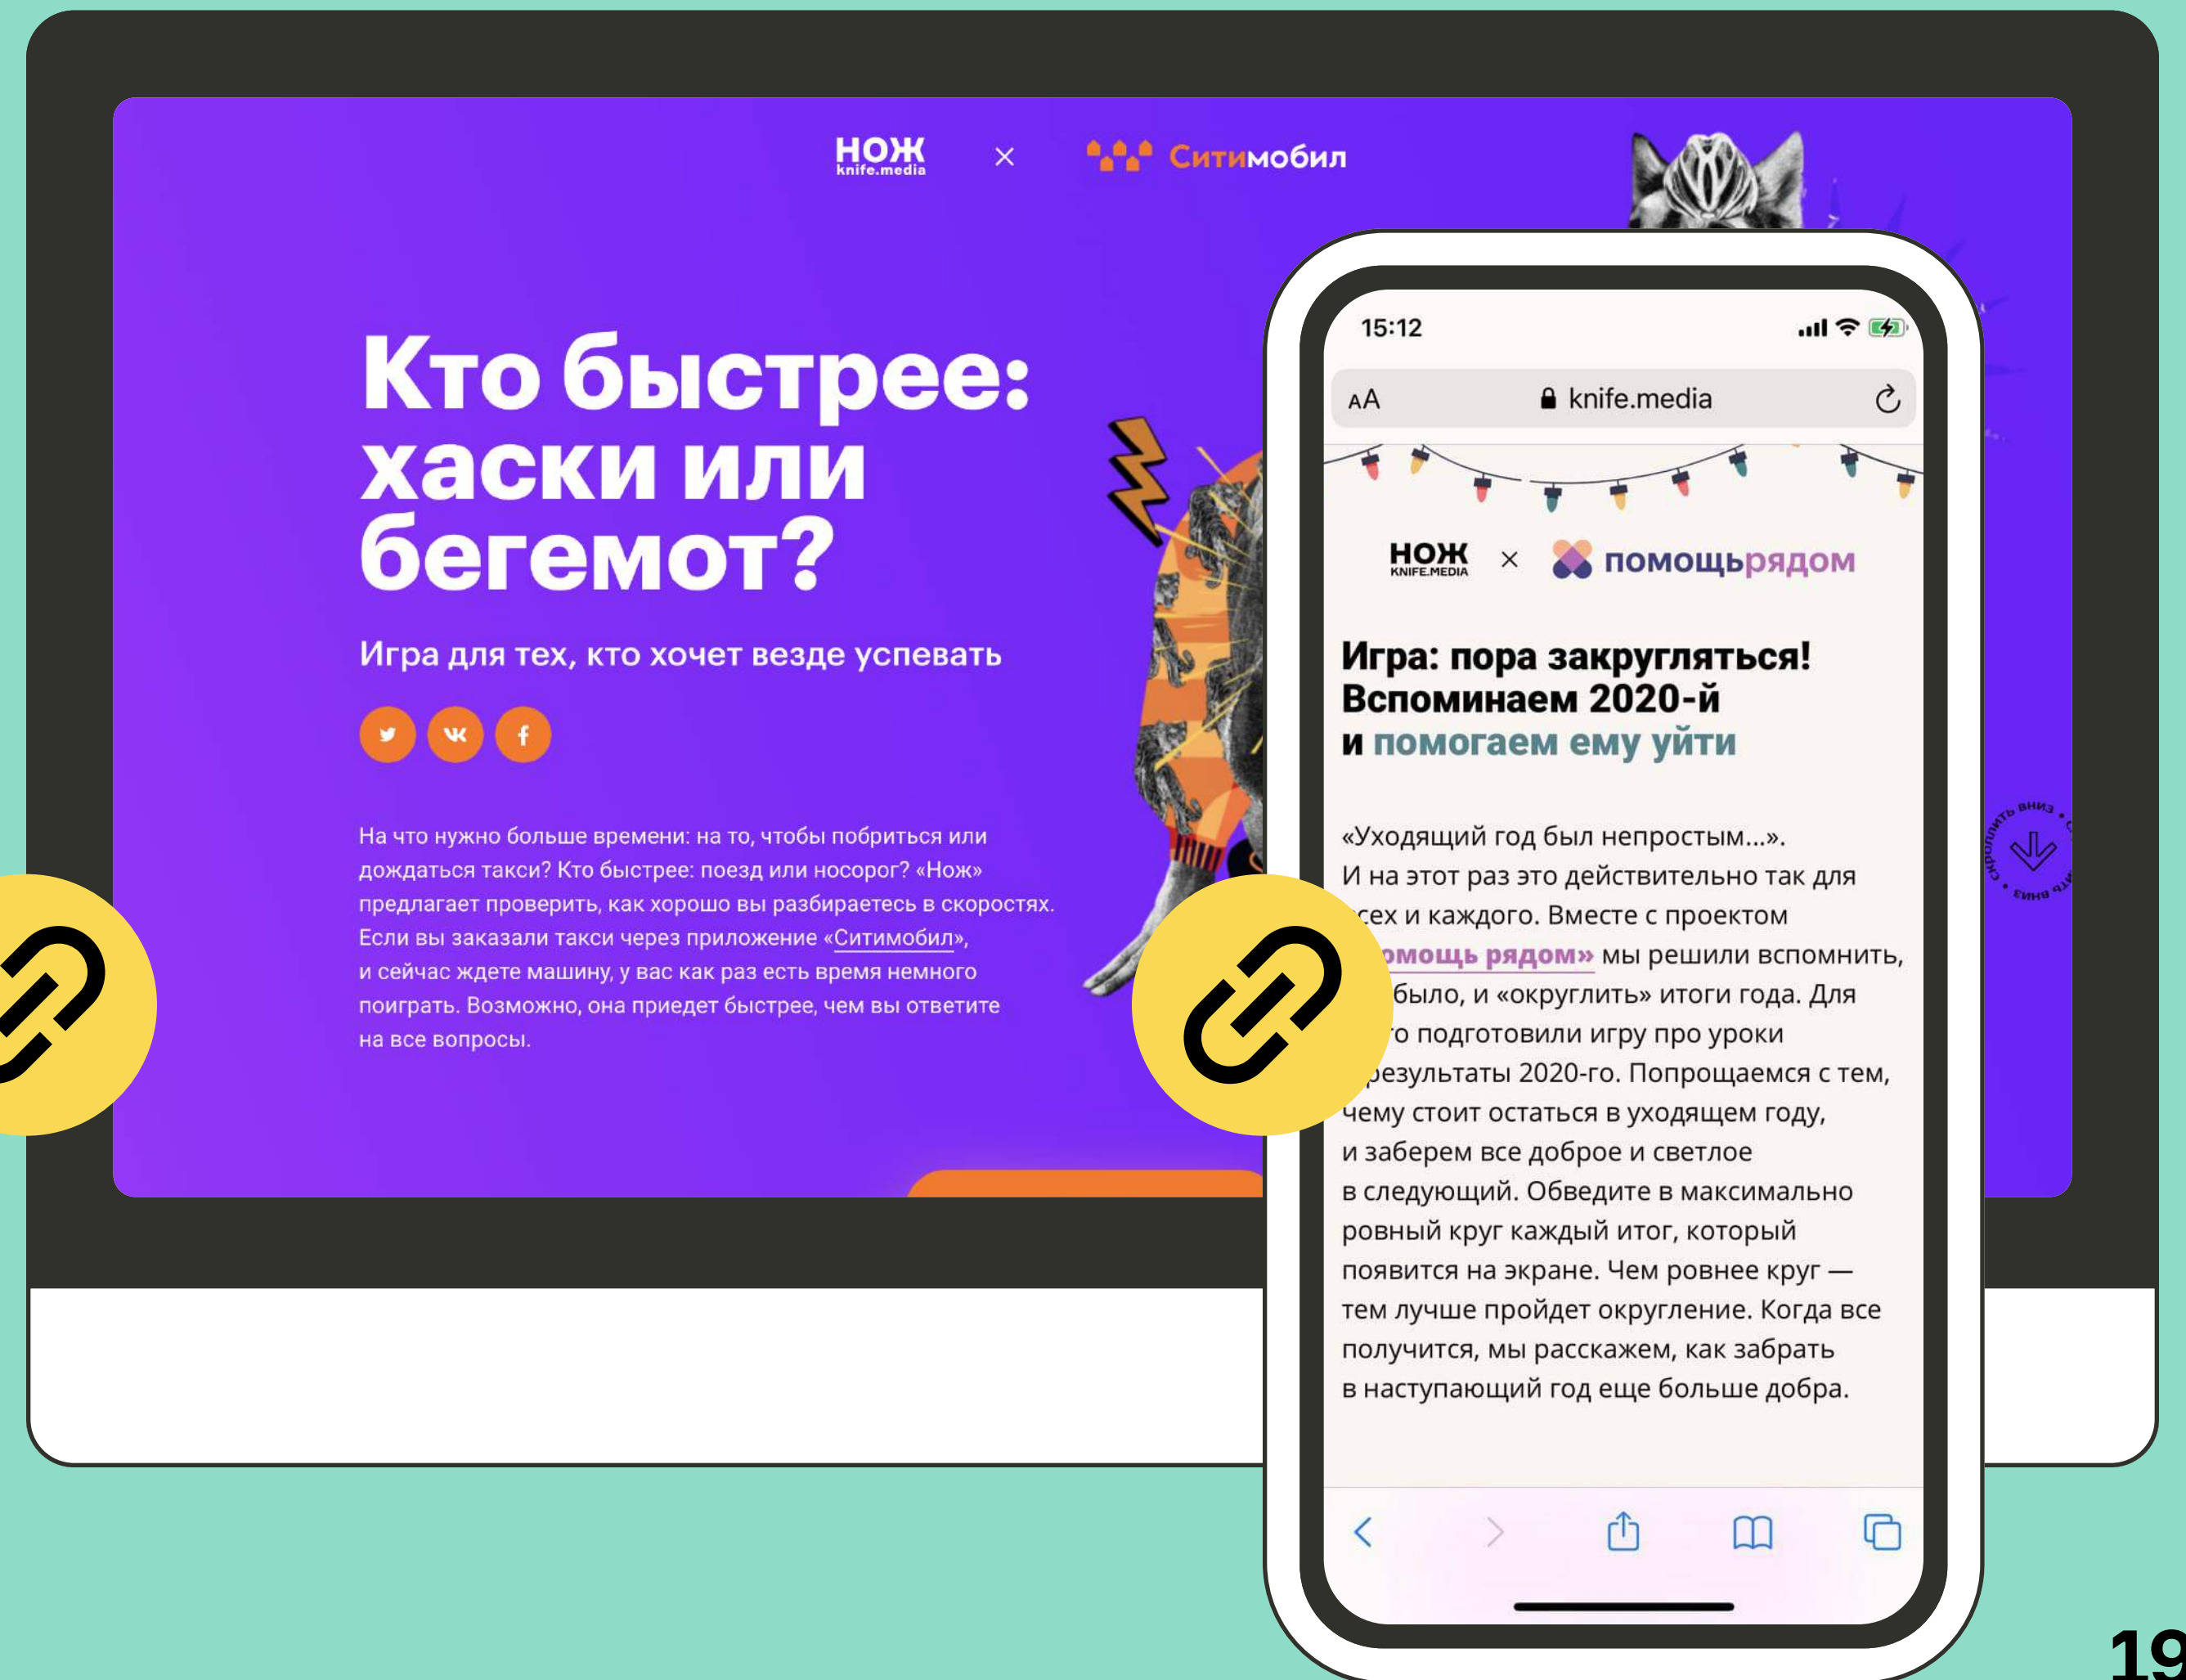 НОЖ
knife.media
×
Ситимобил
Кто быстрее:
хаски или
бегемот?
Игра для тех, кто хочет везде успевать
На что нужно больше времени: на то, чтобы побриться или
дождаться такси? Кто быстрее: поезд или носорог? «Нож»
предлагает проверить, как хорошо вы разбираетесь в скоростях.
Если вы заказали такси через приложение «Ситимобил»,
и сейчас ждете машину, у вас как раз есть время немного
поиграть. Возможно, она приедет быстрее, чем вы ответите
на все вопросы.
вниз
15:12
AA
knife.media
НОЖ
KNIFE.MEDIA
×
помощьрядом
Игра: пора закругляться!
Вспоминаем 2020-й
и помогаем ему уйти
«Уходящий год был непростым...».
И на этот раз это действительно так для
и каждого. Вместе с проектом
рядом» мы решили вспомнить,
было, и «округлить» итоги года. Для
подготовили игру про уроки
2020-го. Попрощаемся с тем,
чему стоит остаться в уходящем году,
и заберем все доброе и светлое
в следующий. Обведите в максимально
ровный круг каждый итог, который
появится на экране. Чем ровнее круг —
тем лучше пройдет округление. Когда все
получится, мы расскажем, как забрать
в наступающий год еще больше добра.
19